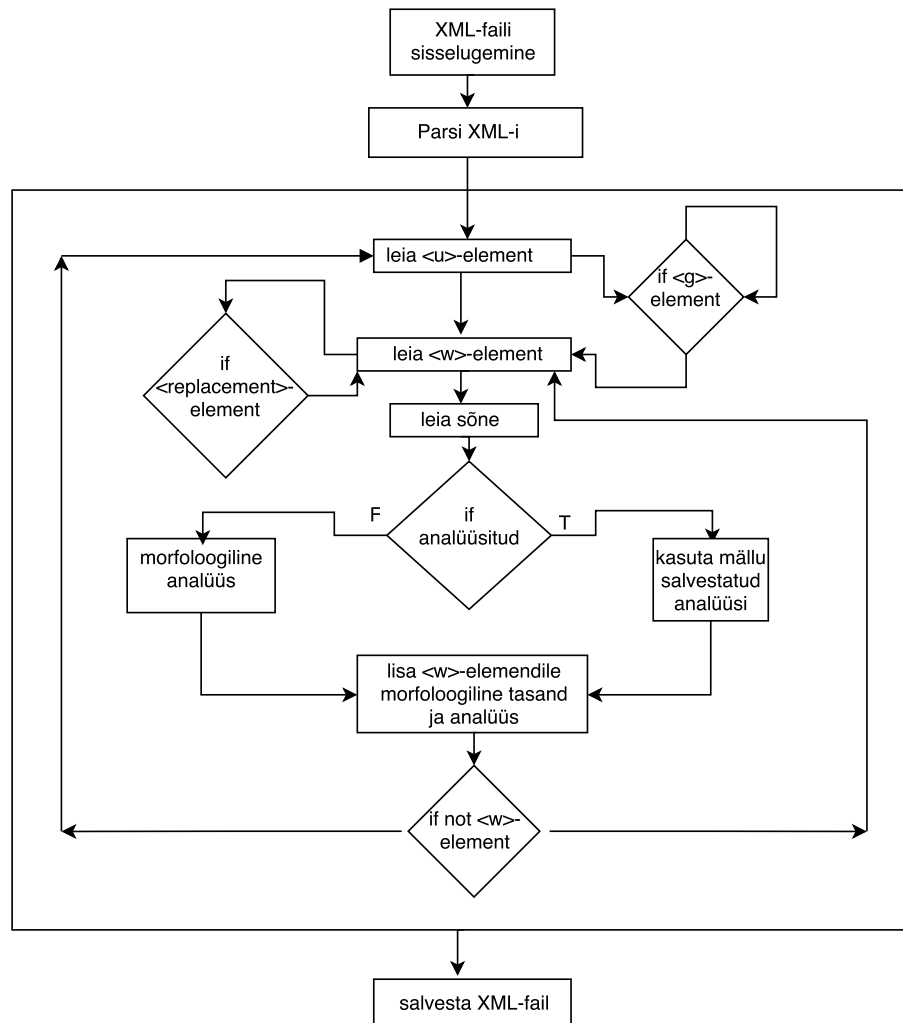 XML-faili
sisselugemine
Parsi XML-i
leia <u>-element
if <g>-
element
leia <w>-element
if
<replacement>-
element
leia sõne
if
analüüsitud
F
T
morfoloogiline
analüüs
kasuta mällu
salvestatud
analüüsi
lisa <w>-elemendile
morfoloogiline tasand
ja analüüs
if not <w>-
element
salvesta XML-fail